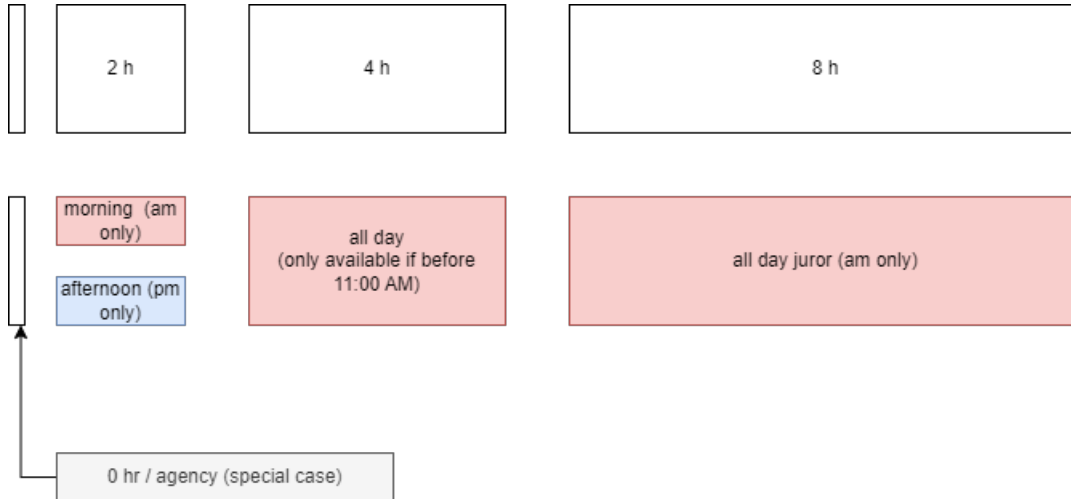 2 h
4 h
8 h
morning (am
only)
afternoon (pm
only)
all day
(only available if before
11:00 AM)
all day juror (am only)
0 hr / agency (special case)